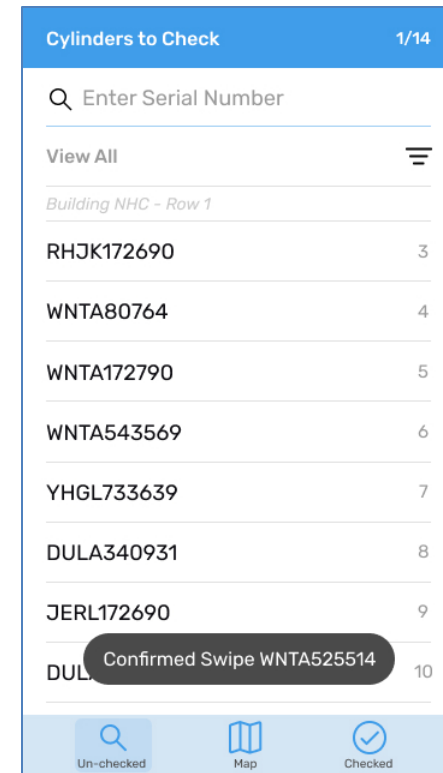 Cylinders to Check 1/14
Enter Serial Number
View All
Building NHC - Row 1
RHJK172690 3
WNTA80764 4
WNTA172790 5
WNTA543569 6
YHGL733639 7
DULA340931 8
JERL172690 9
Confirmed Swipe WNTA525514
10
Un-checked Map Checked